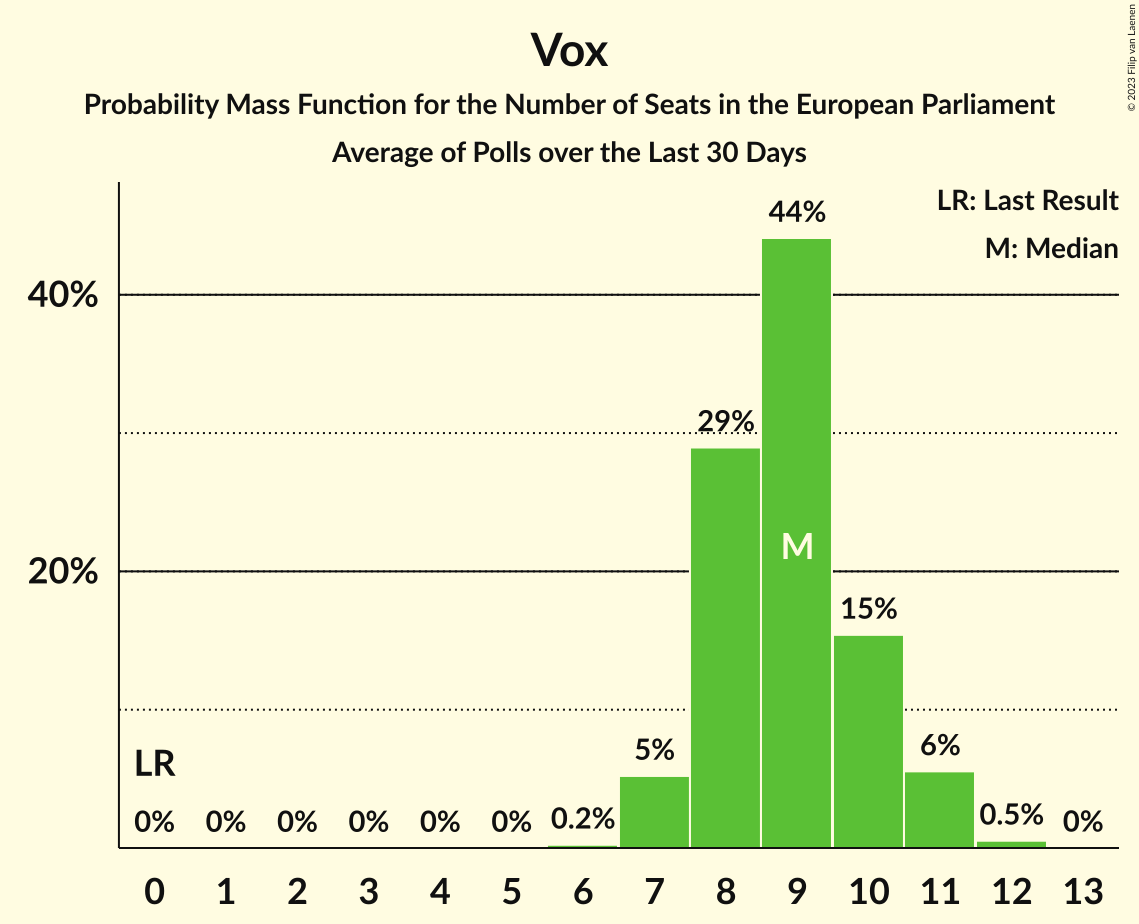 Vox
Probability Mass Function for the Number of Seats in the European Parliament
Average of Polls over the Last 30 Days
© 2023 Filip van Laenen
LR: Last Result
M: Median
44%
40%
29%
M
20%
15%
LR
5%
6%
0% 0% 0% 0% 0% 0% 0.2% 0.5% 0%
0 1 2 3 4 5 6 7 8 9 10 11 12 13